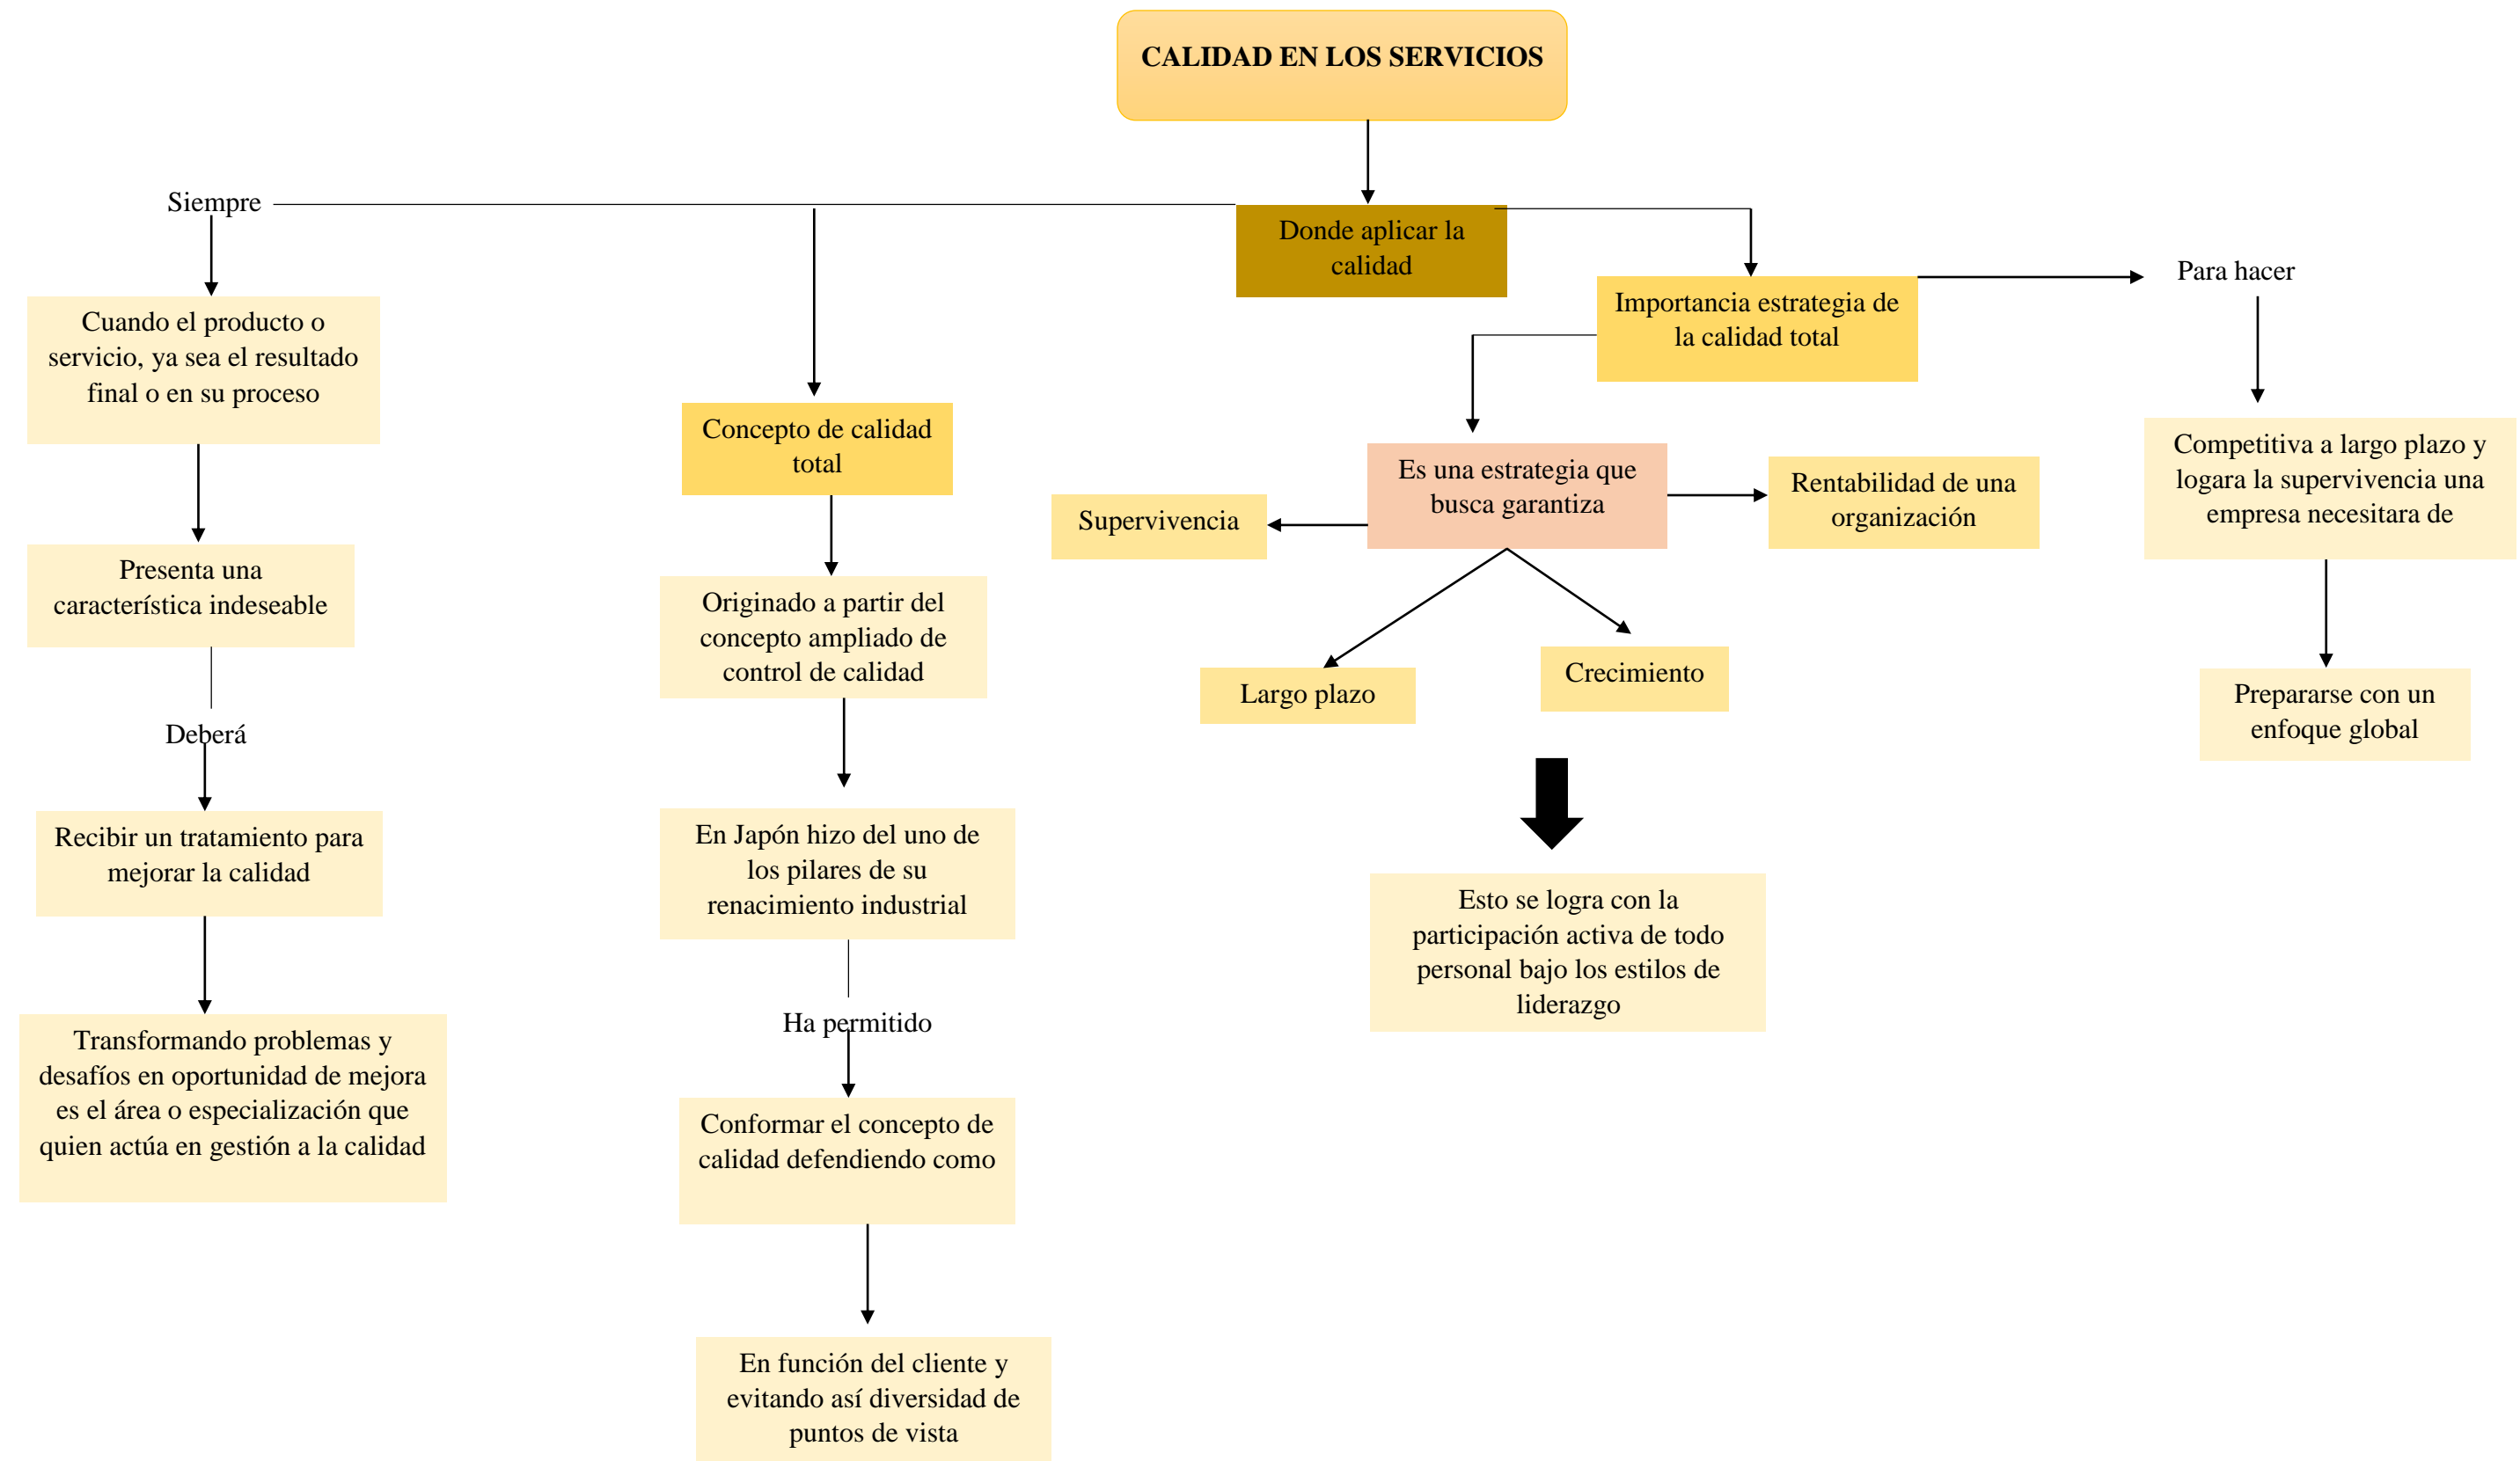 CALIDAD EN LOS SERVICIOS
Donde aplicar la
calidad
Siempre
Cuando el producto o
servicio, ya sea el resultado
final o en su proceso
Presenta una
característica indeseable
Deberá
Recibir un tratamiento para
mejorar la calidad
Transformando problemas y
desafíos en oportunidad de mejora
es el área o especialización que
quien actúa en gestión a la calidad
Concepto de calidad
total
Originado a partir del
concepto ampliado de
control de calidad
En Japón hizo del uno de
los pilares de su
renacimiento industrial
Ha permitido
Conformar el concepto de
calidad defendiendo como
En función del cliente y
evitando así diversidad de
puntos de vista
Importancia estrategia de
la calidad total
Es una estrategia que
busca garantiza
Supervivencia
Rentabilidad de una
organización
Largo plazo
Crecimiento
Esto se logra con la
participación activa de todo
personal bajo los estilos de
liderazgo
Para hacer
Competitiva a largo plazo y
logara la supervivencia una
empresa necesitara de
Prepararse con un
enfoque global